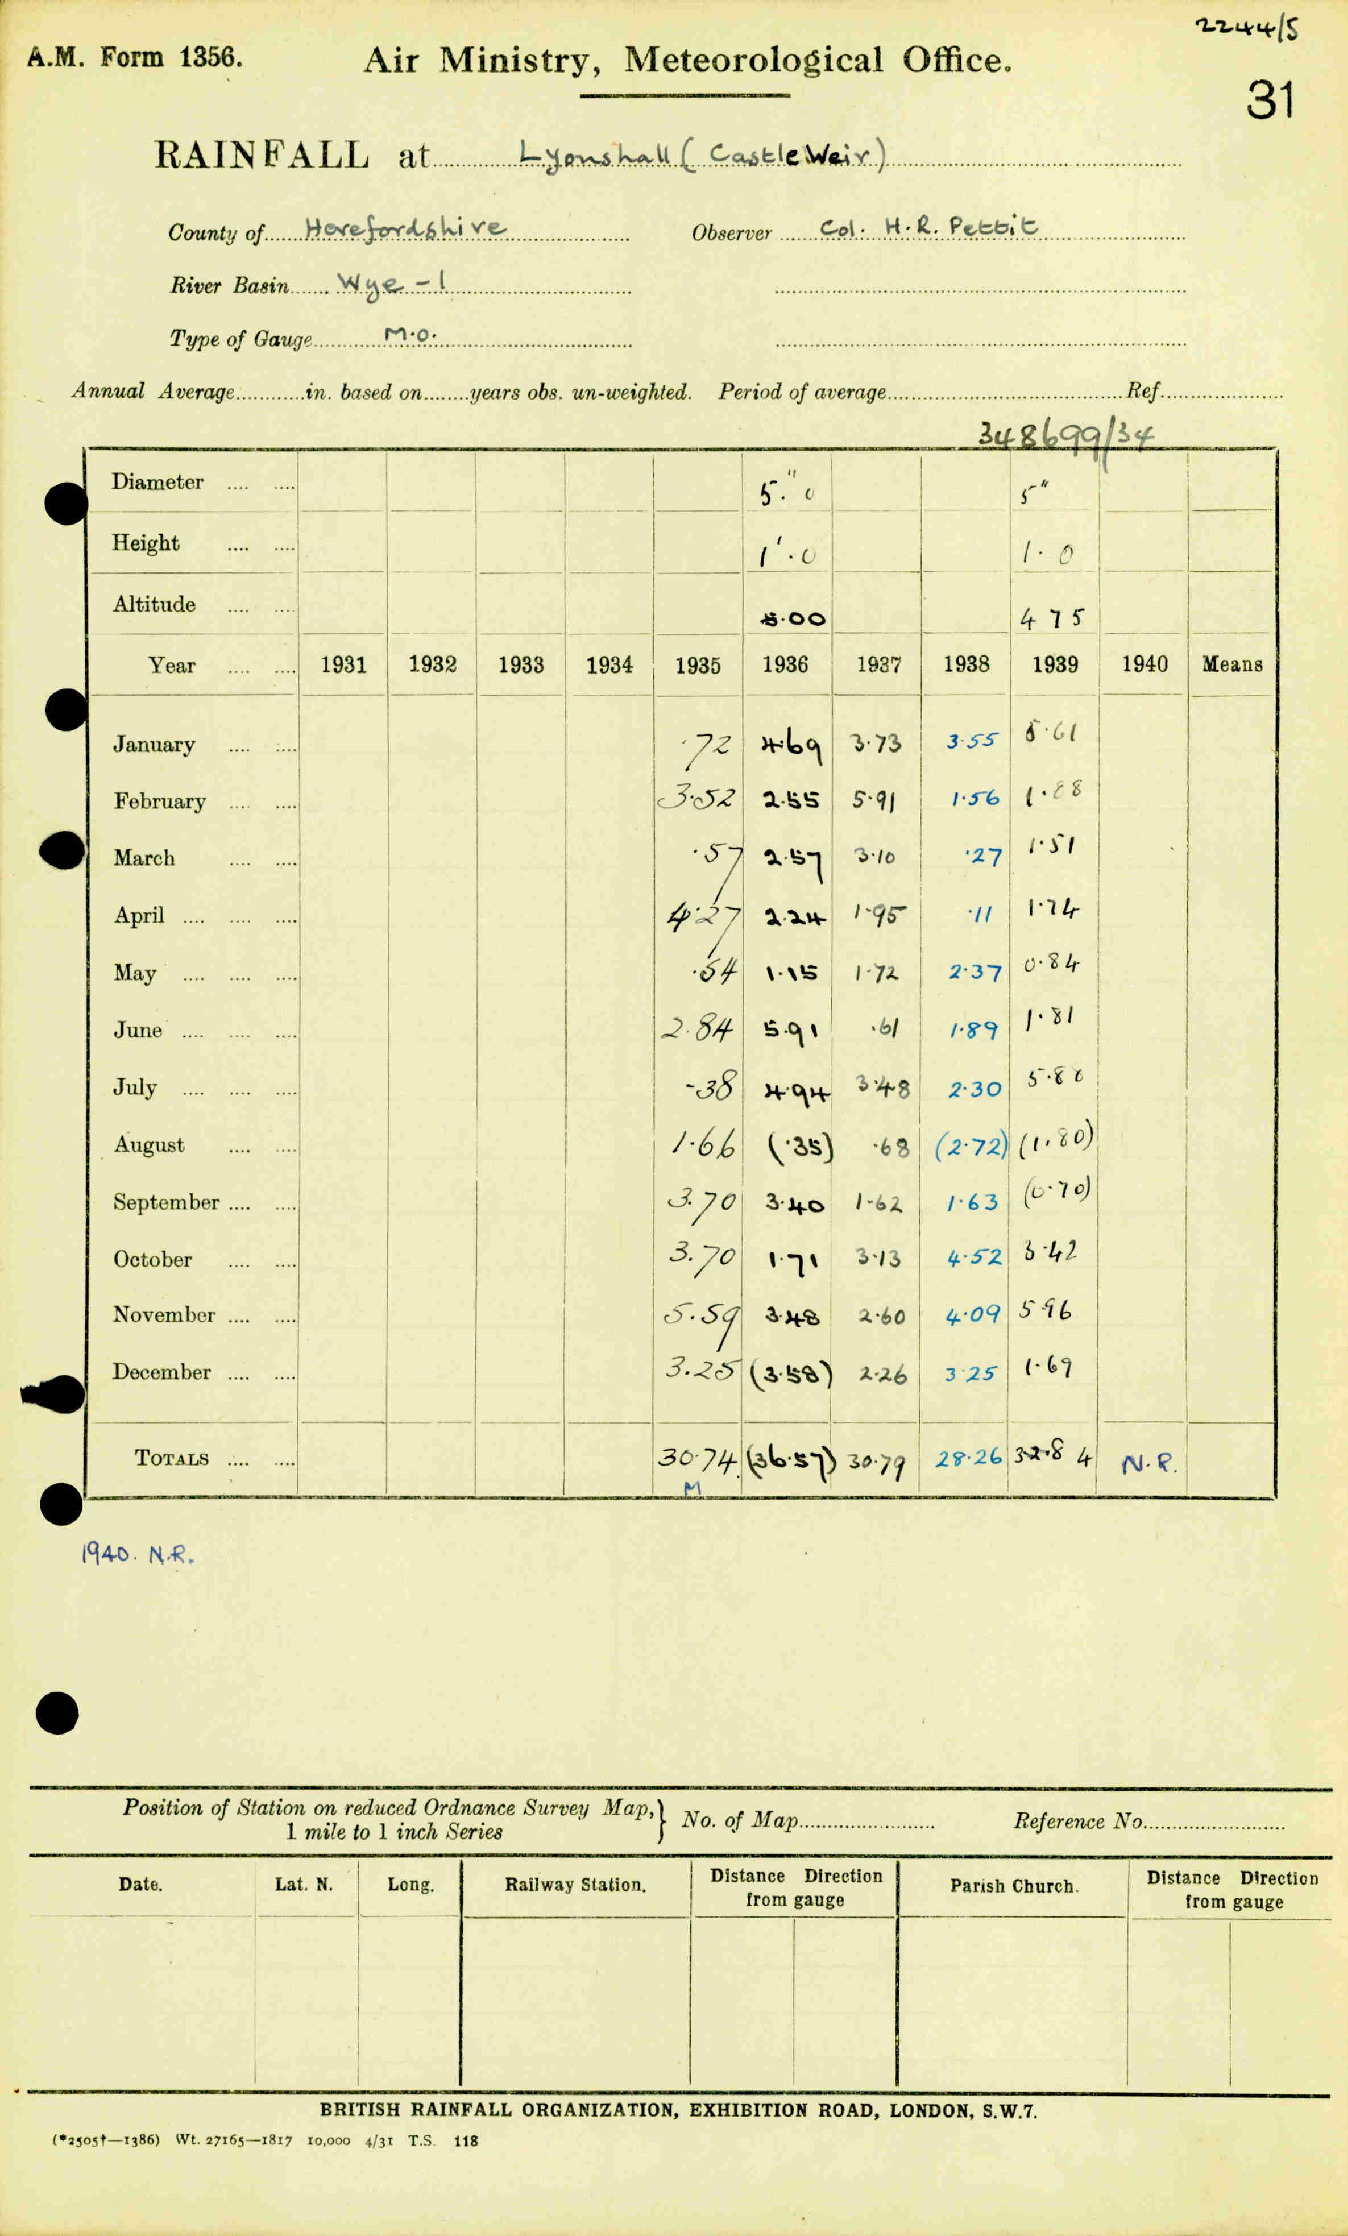 2244/5
A.M. Form 1356. Air Ministry, Meteorological Office.
31
RAINFALL at Lyonshall (Castle Weir)
County of Herefordshire Observer Col. H.R. Pettit
River Basin Wye - 1
Type of Gauge M.O.
Annual Average in. based on years obs. un-weighted. Period of average Ref.
348699/34
Diameter 5."0 5"
Height 1'.0 1.0
Altitude 500 475
Year 1931 1932 1933 1934 1935 1936 1937 1938 1939 1940 Means
January .72 4.69 3.73 3.55 5.61
February 3.52 2.55 5.91 1.56 1.88
March .57 2.57 3.10 .27 1.51
April 4.27 2.24 1.95 .11 1.74
May .54 1.15 1.72 2.37 0.84
June 2.84 5.91 .61 1.89 1.81
July .38 4.94 3.48 2.30 5.88
August 1.66 (.35) .68 (2.72) (1.80)
September 3.70 3.40 1.62 1.63 (0.70)
October 3.70 1.71 3.13 4.52 3.42
November 5.59 3.48 2.60 4.09 5.96
December 3.25 (3.58) 2.26 3.25 1.69
TOTALS 30.74 (36.57) 30.79 28.26 32.84 N.R.
M
1940. N.R.
Position of Station on reduced Ordnance Survey Map,} No. of Map Reference No.
1 mile to 1 inch Series
Date. Lat. N. Long. Railway Station. Distance Direction from gauge Parish Church. Distance Direction from gauge
BRITISH RAINFALL ORGANIZATION, EXHIBITION ROAD, LONDON, S.W.7.
(*2505†—1386) Wt. 27165—1817 10,000 4/31 T.S. 118